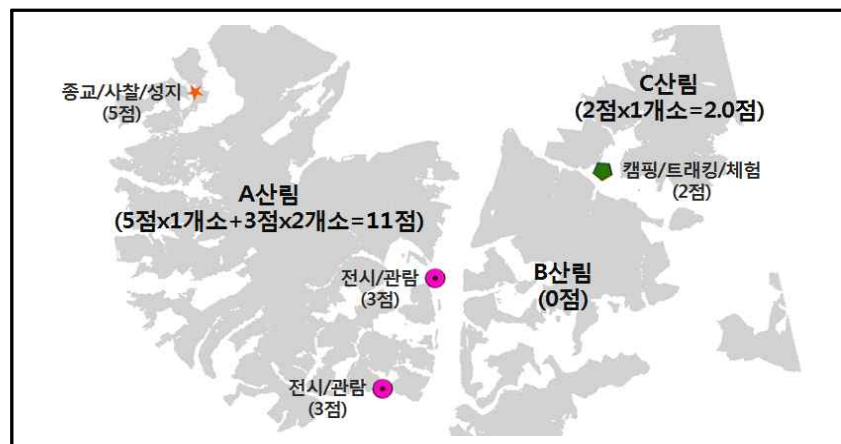 종교/사찰/성지
(5점)
C산림
(2점x1개소=2.0점)
캠핑/트래킹/체험
(2점)
A산림
(5점x1개소+3점x2개소=11점)
전시/관람
(3점)
B산림
(0점)
전시/관람
(3점)